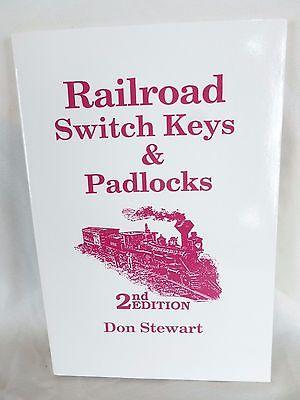 Railroad
Switch Keys
&
Padlocks
2nd
EDITION
Don Stewart